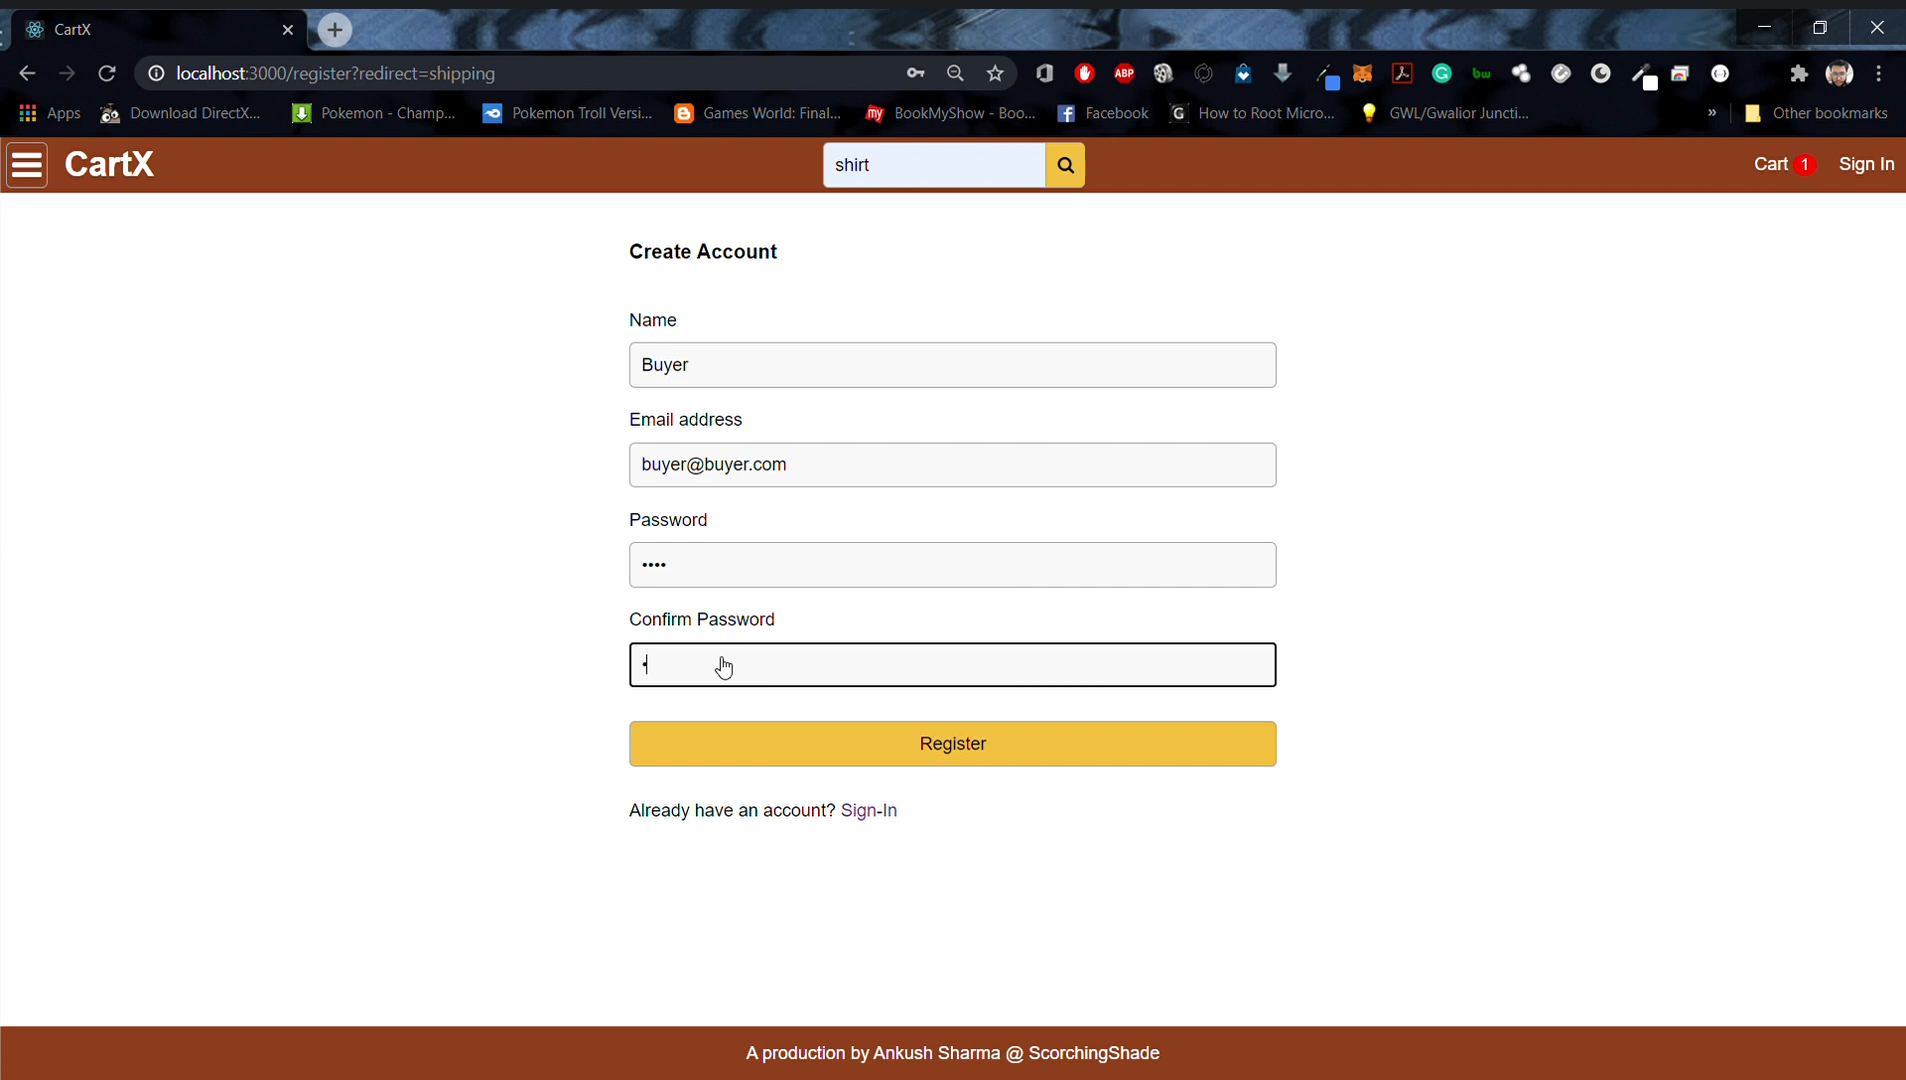 CartX
localhost:3000/register?redirect=shipping
ABP
bw
Apps
Download DirectX...
Pokemon - Champ...
Pokemon Troll Versi...
Games World: Final...
my
BookMyShow - Boo...
Facebook
G
How to Root Micro...
GWL/Gwalior Juncti...
»
Other bookmarks
CartX
shirt
Cart 1
Sign In
Create Account
Name
Buyer
Email address
buyer@buyer.com
Password
••••
Confirm Password
•
Register
Already have an account? Sign-In
A production by Ankush Sharma @ ScorchingShade